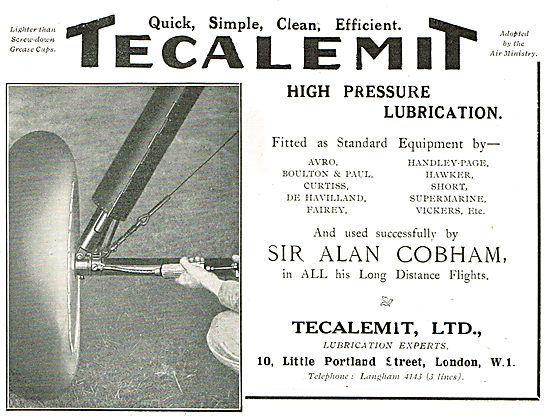 Quick, Simple, Clean, Efficient.
Lighter than
Screw-down
Grease Cups.
TECALEMIT
Adopted
by the
Air Ministry.
HIGH PRESSURE
LUBRICATION.
Fitted as Standard Equipment by—
AVRO,
BOULTON & PAUL,
CURTISS,
DE HAVILLAND,
FAIREY,
HANDLEY-PAGE,
HAWKER,
SHORT,
SUPERMARINE,
VICKERS, Etc.
And used successfully by
SIR ALAN COBHAM,
in ALL his Long Distance Flights.
TECALEMIT, LTD.,
LUBRICATION EXPERTS,
10, Little Portland Street, London, W.1.
Telephone: Langham 4143 (3 lines).